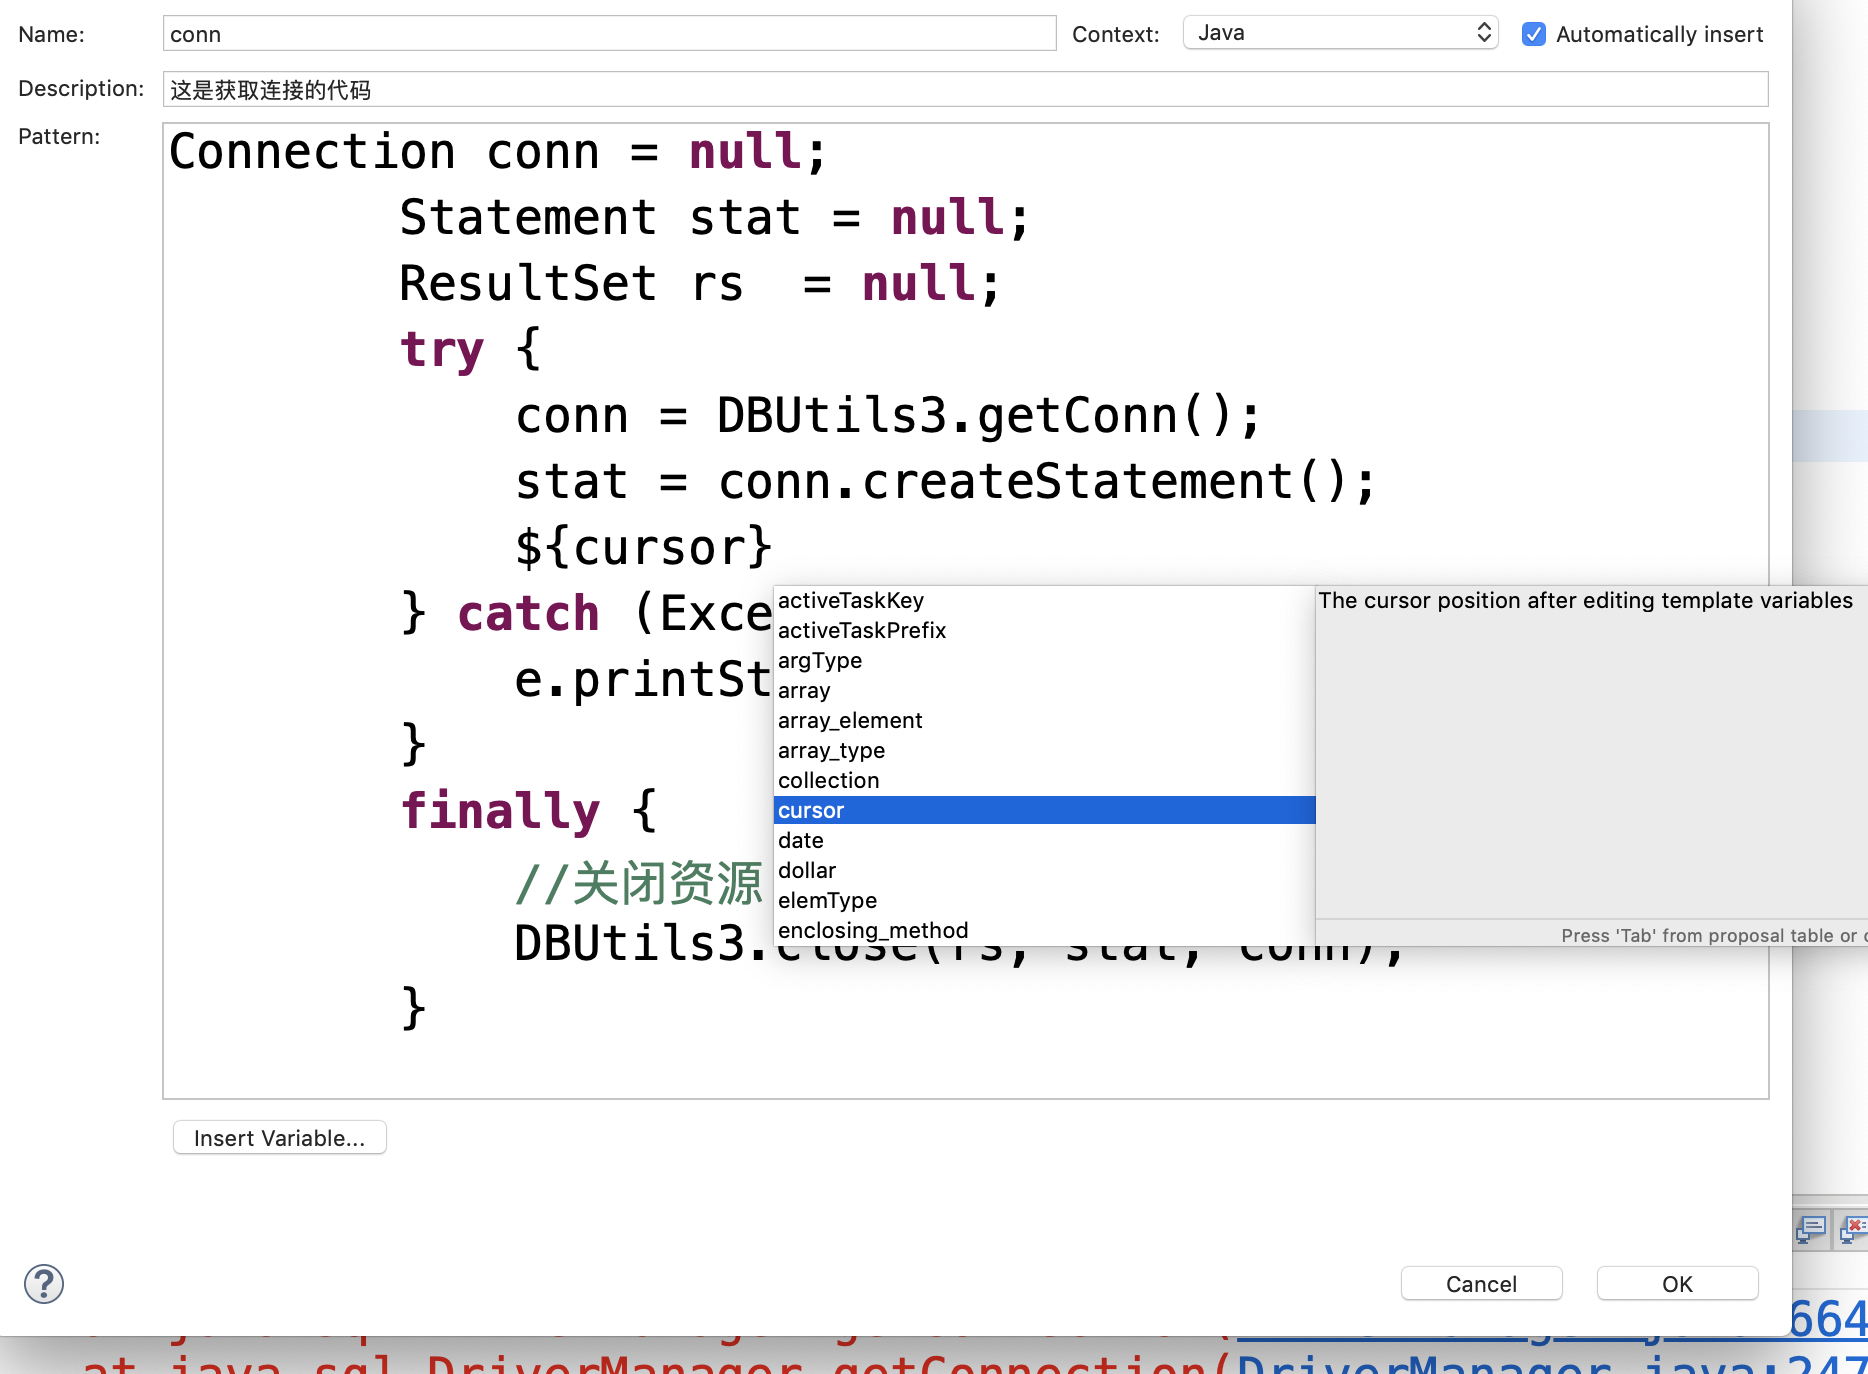 Name: conn Context: Java Automatically insert
Description: 这是获取连接的代码
Pattern:
Connection conn = null;
Statement stat = null;
ResultSet rs  = null;
try {
conn = DBUtils3.getConn();
stat = conn.createStatement();
${cursor}
} catch (Exce
e.printSt
}
finally {
//关闭资源
DBUtils3.close(rs, stat, conn);
}
activeTaskKey
activeTaskPrefix
argType
array
array_element
array_type
collection
cursor
date
dollar
elemType
enclosing_method
The cursor position after editing template variables
Press 'Tab' from proposal table or
Insert Variable...
?
Cancel OK
664
at java.sql.DriverManager.getConnection(DriverManager.java:247